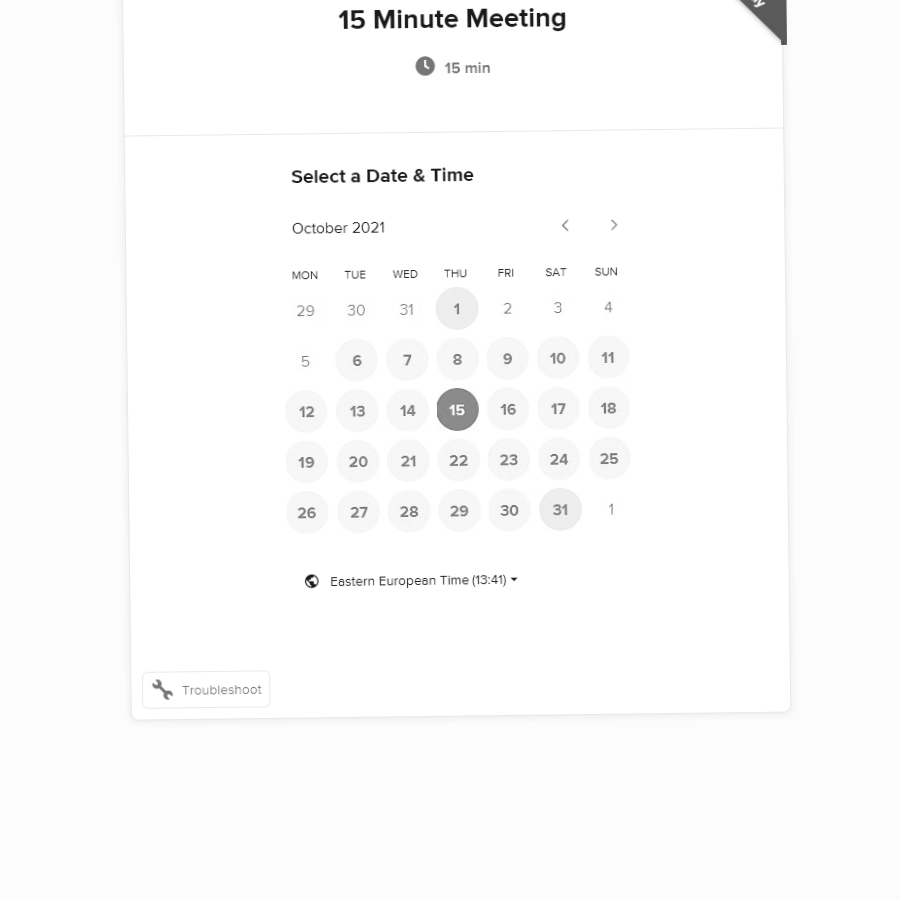 15 Minute Meeting
15 min
Select a Date & Time
October 2021
MON TUE WED THU FRI SAT SUN
29 30 31 1 2 3 4
5 6 7 8 9 10 11
12 13 14 15 16 17 18
19 20 21 22 23 24 25
26 27 28 29 30 31 1
Eastern European Time (13:41)
Troubleshoot